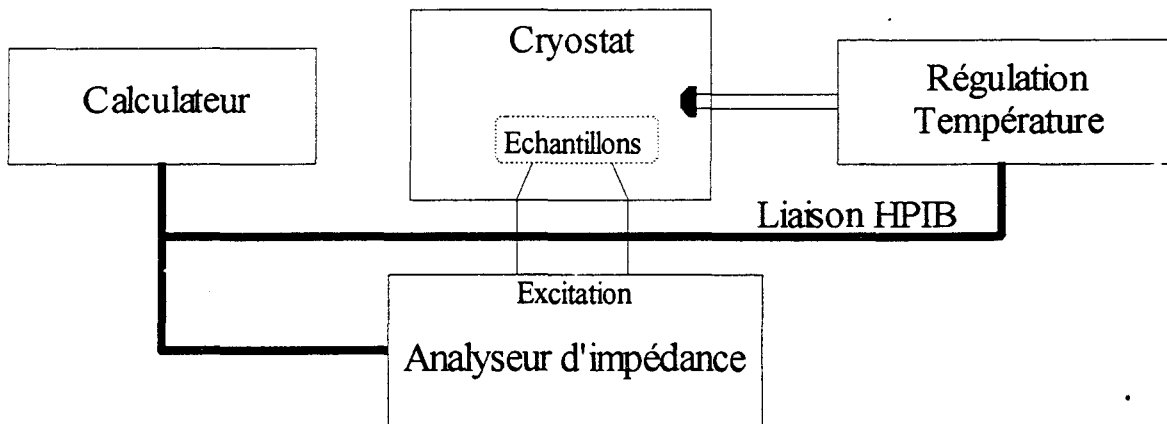 Cryostat
Calculateur
Régulation
Température
Echantillons
Liaison HPIB
Excitation
Analyseur d'impédance